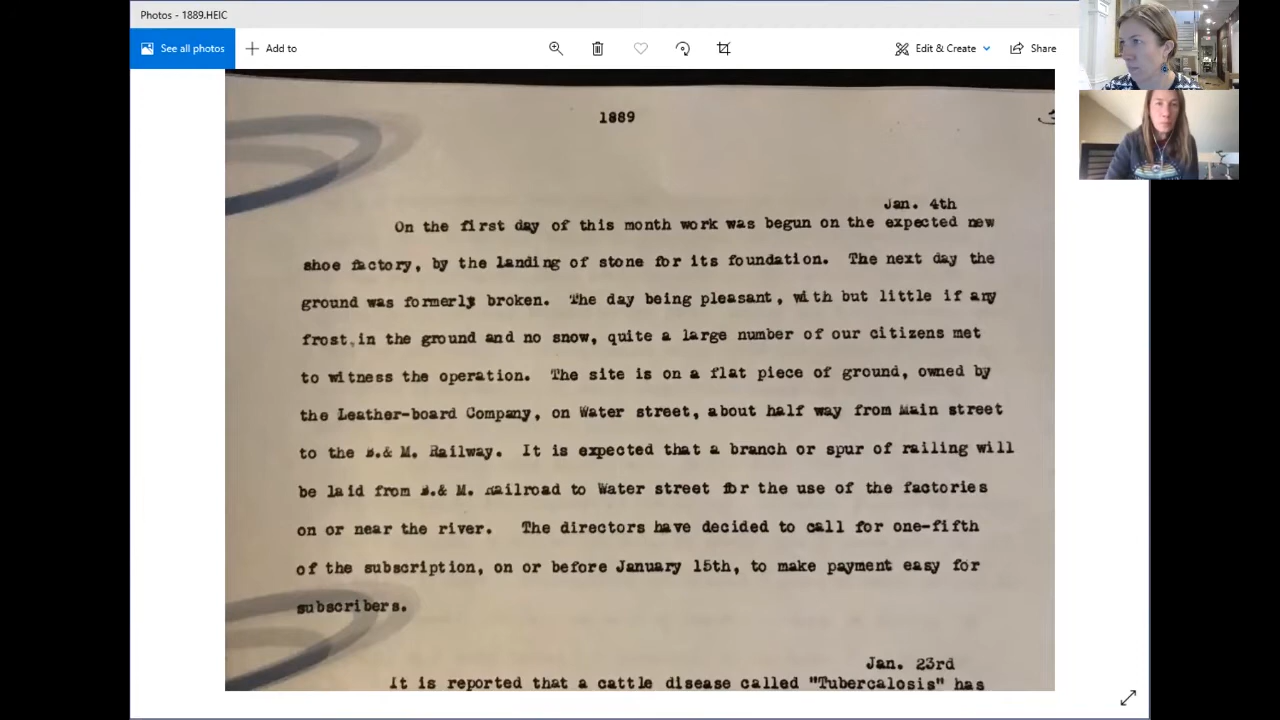 Photos - 1889.HEIC
See all photos
Add to
Edit & Create
Share
1889
Jan. 4th
On the first day of this month work was begun on the expected new
shoe factory, by the landing of stone for its foundation. The next day the
ground was formerly broken. The day being pleasant, with but little if any
frost in the ground and no snow, quite a large number of our citizens met
to witness the operation. The site is on a flat piece of ground, owned by
the Leather-board Company, on Water street, about half way from Main street
to the B.& M. Railway. It is expected that a branch or spur of railing will
be laid from B.& M. Railroad to Water street for the use of the factories
on or near the river. The directors have decided to call for one-fifth
of the subscription, on or before January 15th, to make payment easy for
subscribers.
Jan. 23rd
It is reported that a cattle disease called "Tubercalosis" has